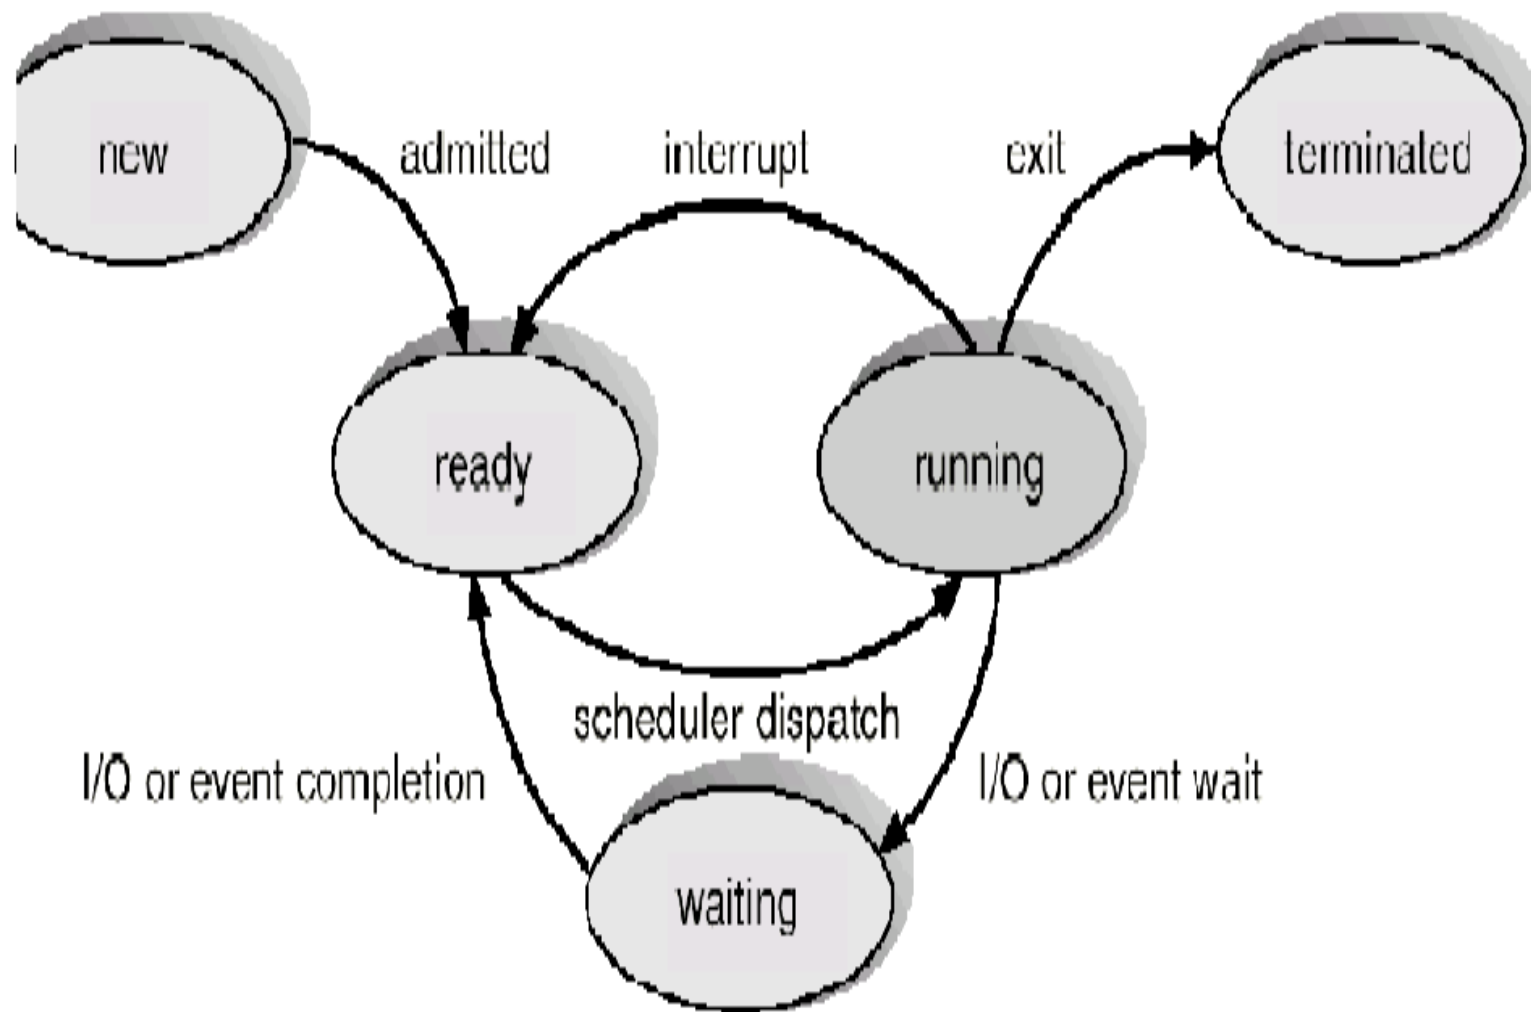 new
admitted
interrupt
exit
terminated
ready
running
scheduler dispatch
I/O or event completion
I/O or event wait
waiting